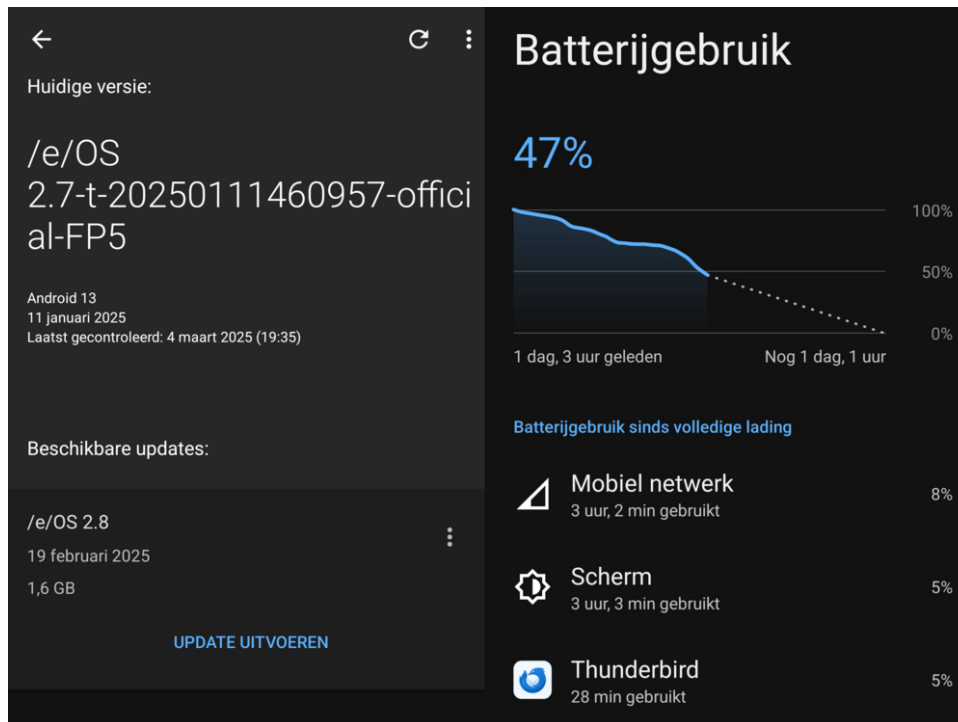 Huidige versie:
/e/OS
2.7-t-20250111460957-offici
al-FP5
Android 13
11 januari 2025
Laatst gecontroleerd: 4 maart 2025 (19:35)
Beschikbare updates:
/e/OS 2.8
19 februari 2025
1,6 GB
UPDATE UITVOEREN
Batterijgebruik
47%
100%
50%
0%
1 dag, 3 uur geleden
Nog 1 dag, 1 uur
Batterijgebruik sinds volledige lading
Mobiel netwerk
3 uur, 2 min gebruikt
8%
Scherm
3 uur, 3 min gebruikt
5%
Thunderbird
28 min gebruikt
5%